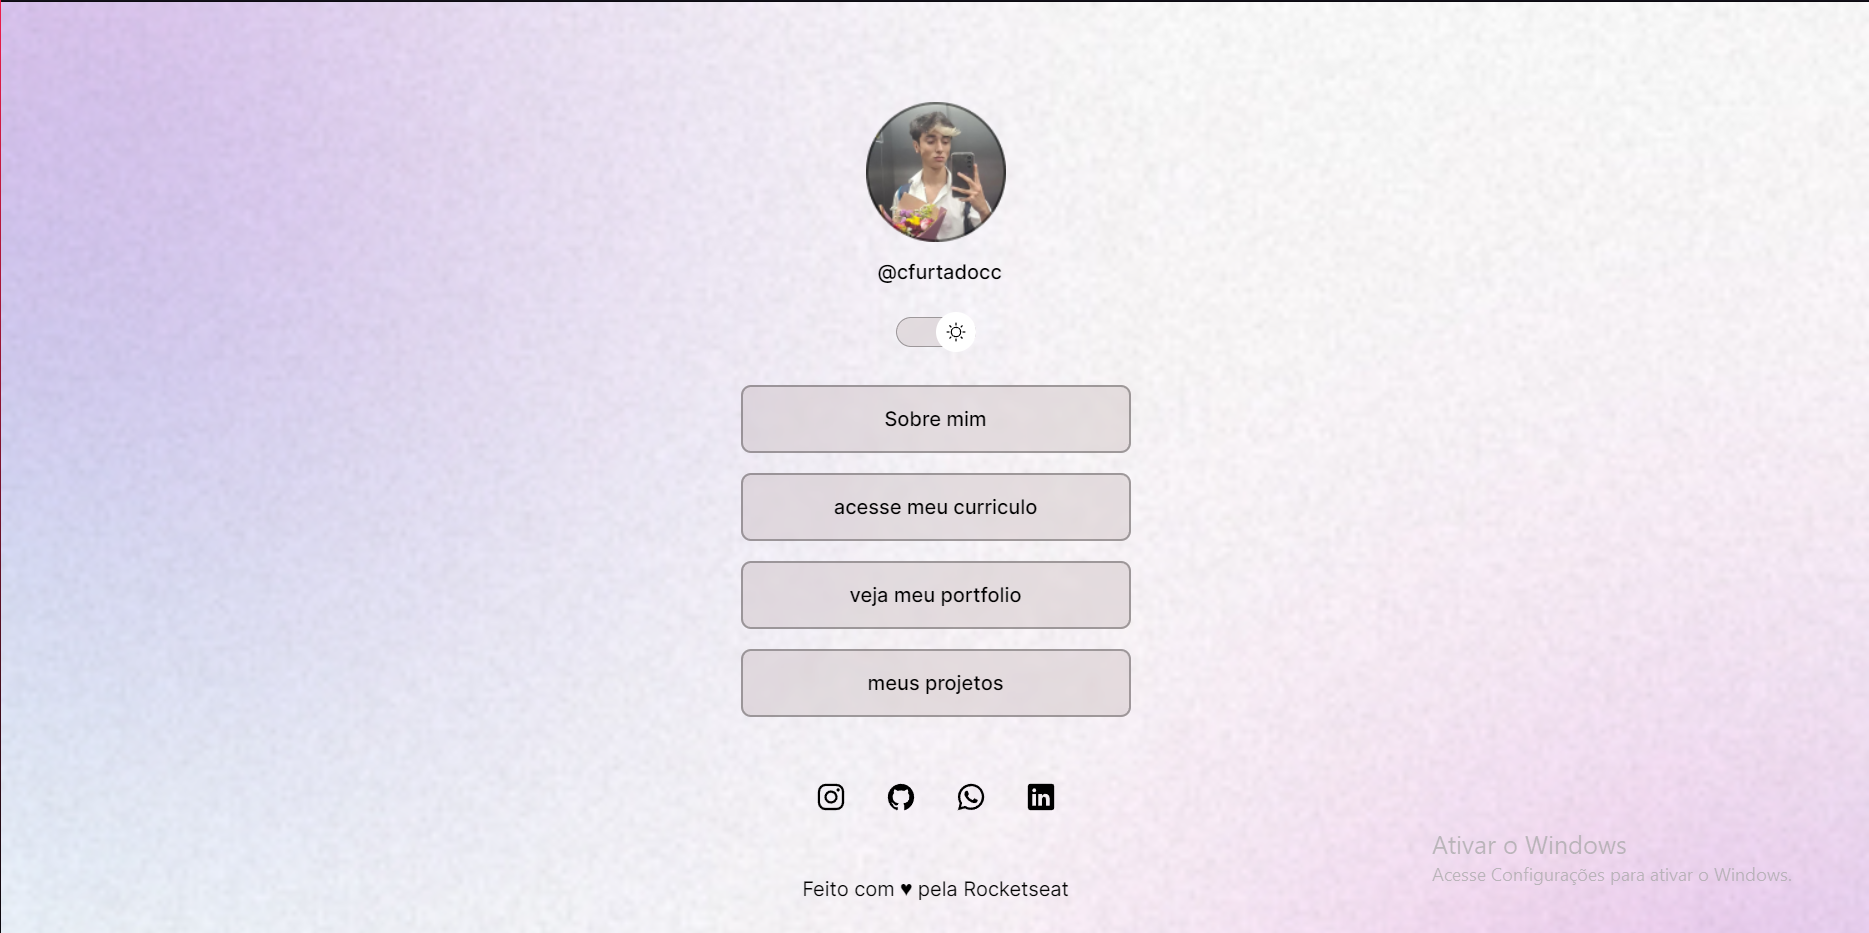 @cfurtadocc
Sobre mim
acesse meu curriculo
veja meu portfolio
meus projetos
in
Feito com ♥ pela Rocketseat
Ativar o Windows
Acesse Configurações para ativar o Windows.